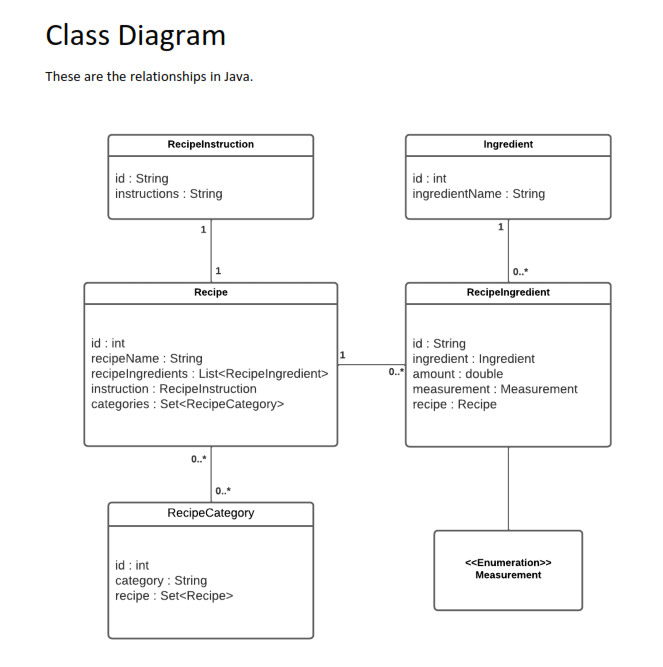 Class Diagram
These are the relationships in Java.
RecipeInstruction
id : String
instructions : String
Ingredient
id : int
ingredientName : String
1
1
1
0..*
Recipe
id : int
recipeName : String
recipeIngredients : List<RecipeIngredient>
instruction : RecipeInstruction
categories : Set<RecipeCategory>
1
0..*
RecipeIngredient
id : String
ingredient : Ingredient
amount : double
measurement : Measurement
recipe : Recipe
0..*
0..*
RecipeCategory
id : int
category : String
recipe : Set<Recipe>
<<Enumeration>>
Measurement